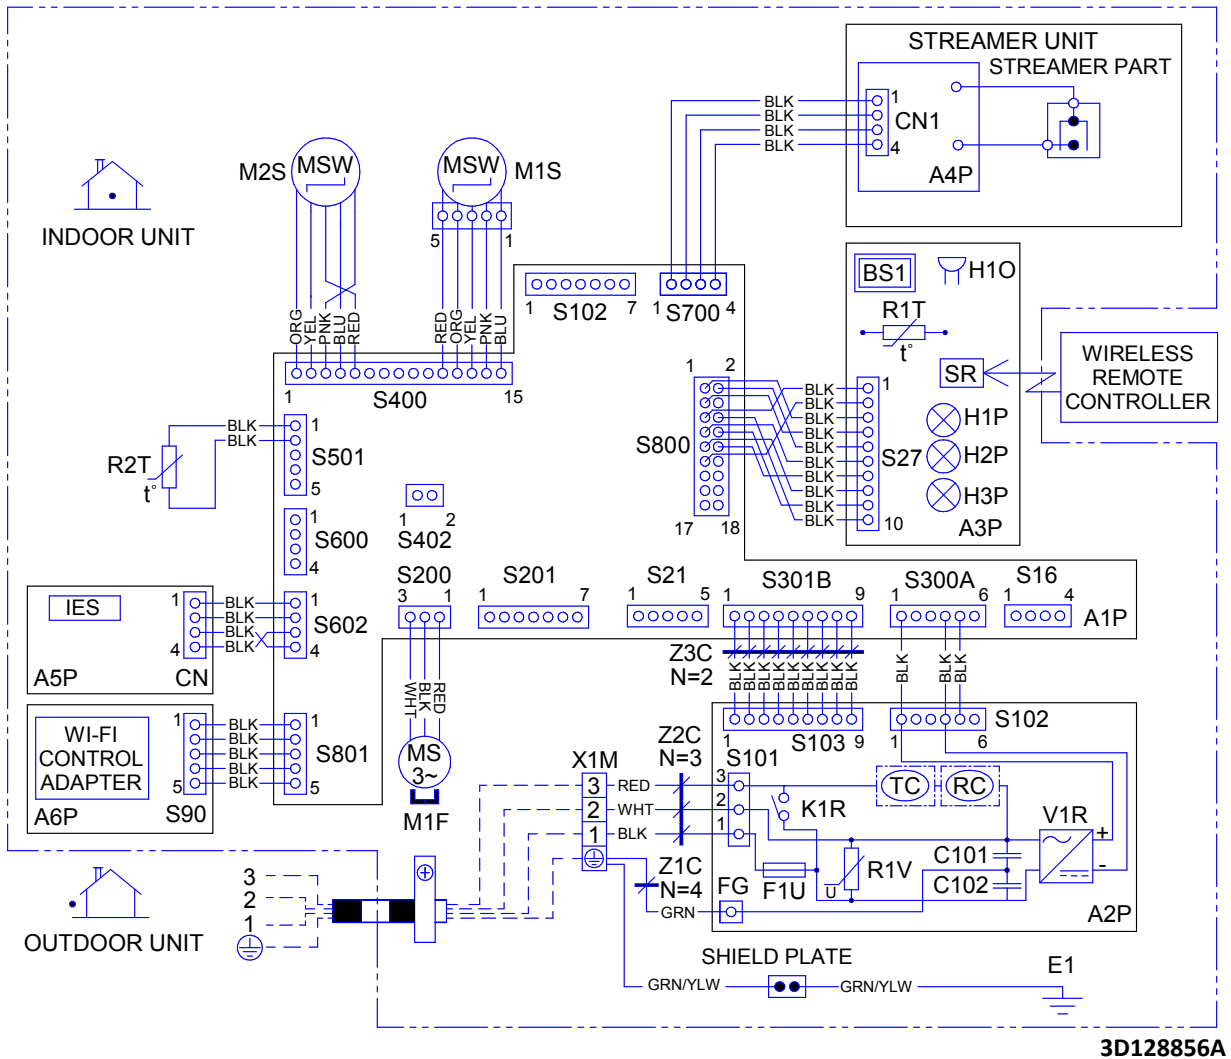 STREAMER UNIT
STREAMER PART
BLK
BLK
BLK
BLK
1
CN1
4
A4P
M2S
MSW
MSW
M1S
5
1
INDOOR UNIT
BS1
H1O
R1T
t°
SR
WIRELESS
REMOTE
CONTROLLER
1
S102
7
1
S700
4
ORG
YEL
PNK
BLU
RED
RED
ORG
YEL
PNK
BLU
1
S400
15
1
2
S800
17
18
BLK
BLK
BLK
BLK
BLK
BLK
BLK
BLK
BLK
BLK
1
S27
10
H1P
H2P
H3P
A3P
R2T
t°
BLK
BLK
1
S501
5
1
S600
4
1
2
S402
IES
A5P
CN
1
4
BLK
BLK
BLK
BLK
1
S602
4
S200
3
1
S201
1
7
S21
1
5
S301B
1
9
S300A
1
6
S16
1
4
A1P
WI-FI
CONTROL
ADAPTER
A6P
S90
1
5
BLK
BLK
BLK
BLK
BLK
1
S801
5
WHT
BLK
RED
MS
3~
M1F
Z3C
N=2
BLK
BLK
BLK
BLK
BLK
BLK
BLK
BLK
BLK
BLK
BLK
BLK
1
S103
9
1
6
S102
X1M
3
2
1
RED
WHT
BLK
Z2C
N=3
S101
3
2
1
K1R
TC
RC
V1R
+
-
C101
C102
R1V
U
F1U
Z1C
N=4
FG
GRN
A2P
3
2
1
OUTDOOR UNIT
SHIELD PLATE
GRN/YLW
GRN/YLW
E1
3D128856A